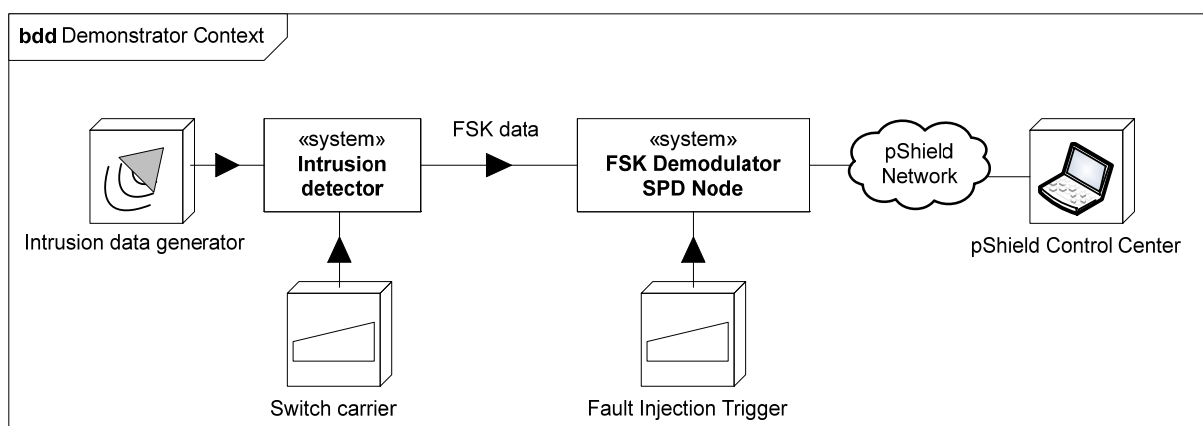 bdd Demonstrator Context
«system»
Intrusion
detector
FSK data
«system»
FSK Demodulator
SPD Node
pShield
Network
Intrusion data generator
pShield Control Center
Switch carrier
Fault Injection Trigger